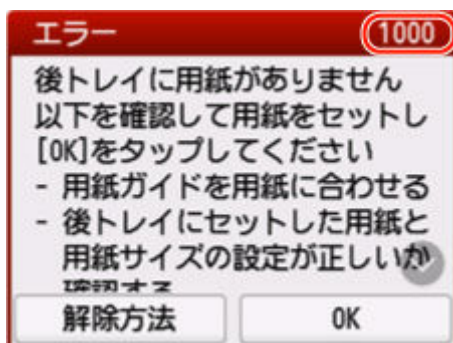 エラー 1000
後トレイに用紙がありません
以下を確認して用紙をセットし
[OK]をタップしてください
- 用紙ガイドを用紙に合わせる
- 後トレイにセットした用紙と
用紙サイズの設定が正しいか
確認する
解除方法 OK